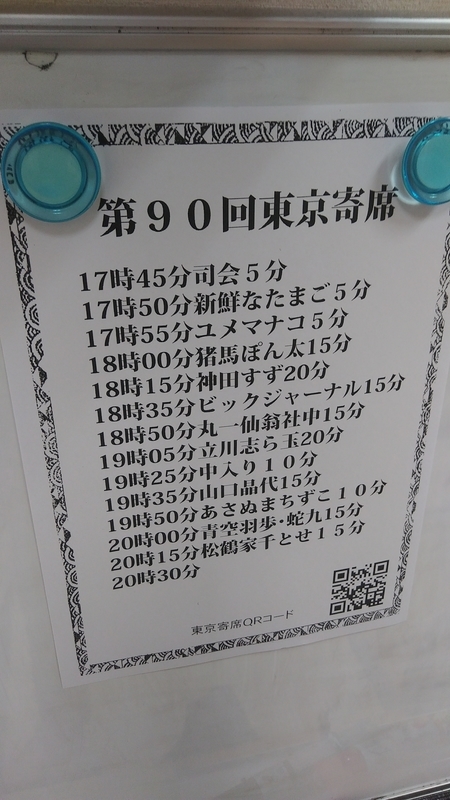 第９０回東京寄席
17時45分司会５分
17時50分新鮮なたまご５分
17時55分ユメマナコ５分
18時00分猪馬ぽん太15分
18時15分神田すず20分
18時35分ビックジャーナル15分
18時50分丸一仙翁社中15分
19時05分立川志ら玉20分
19時25分中入り１０分
19時35分山口品代15分
19時50分あさぬまちずこ１０分
20時00分青空羽歩･蛇九15分
20時15分松鶴家千とせ１５分
20時30分
東京寄席QRコード